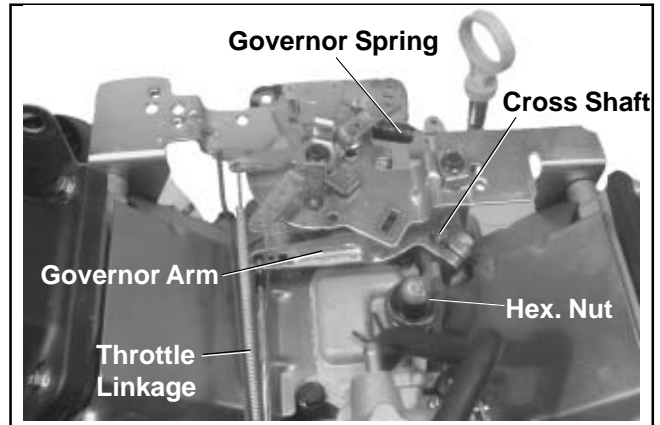 Governor Spring
Cross Shaft
Governor Arm
Hex. Nut
Throttle
Linkage